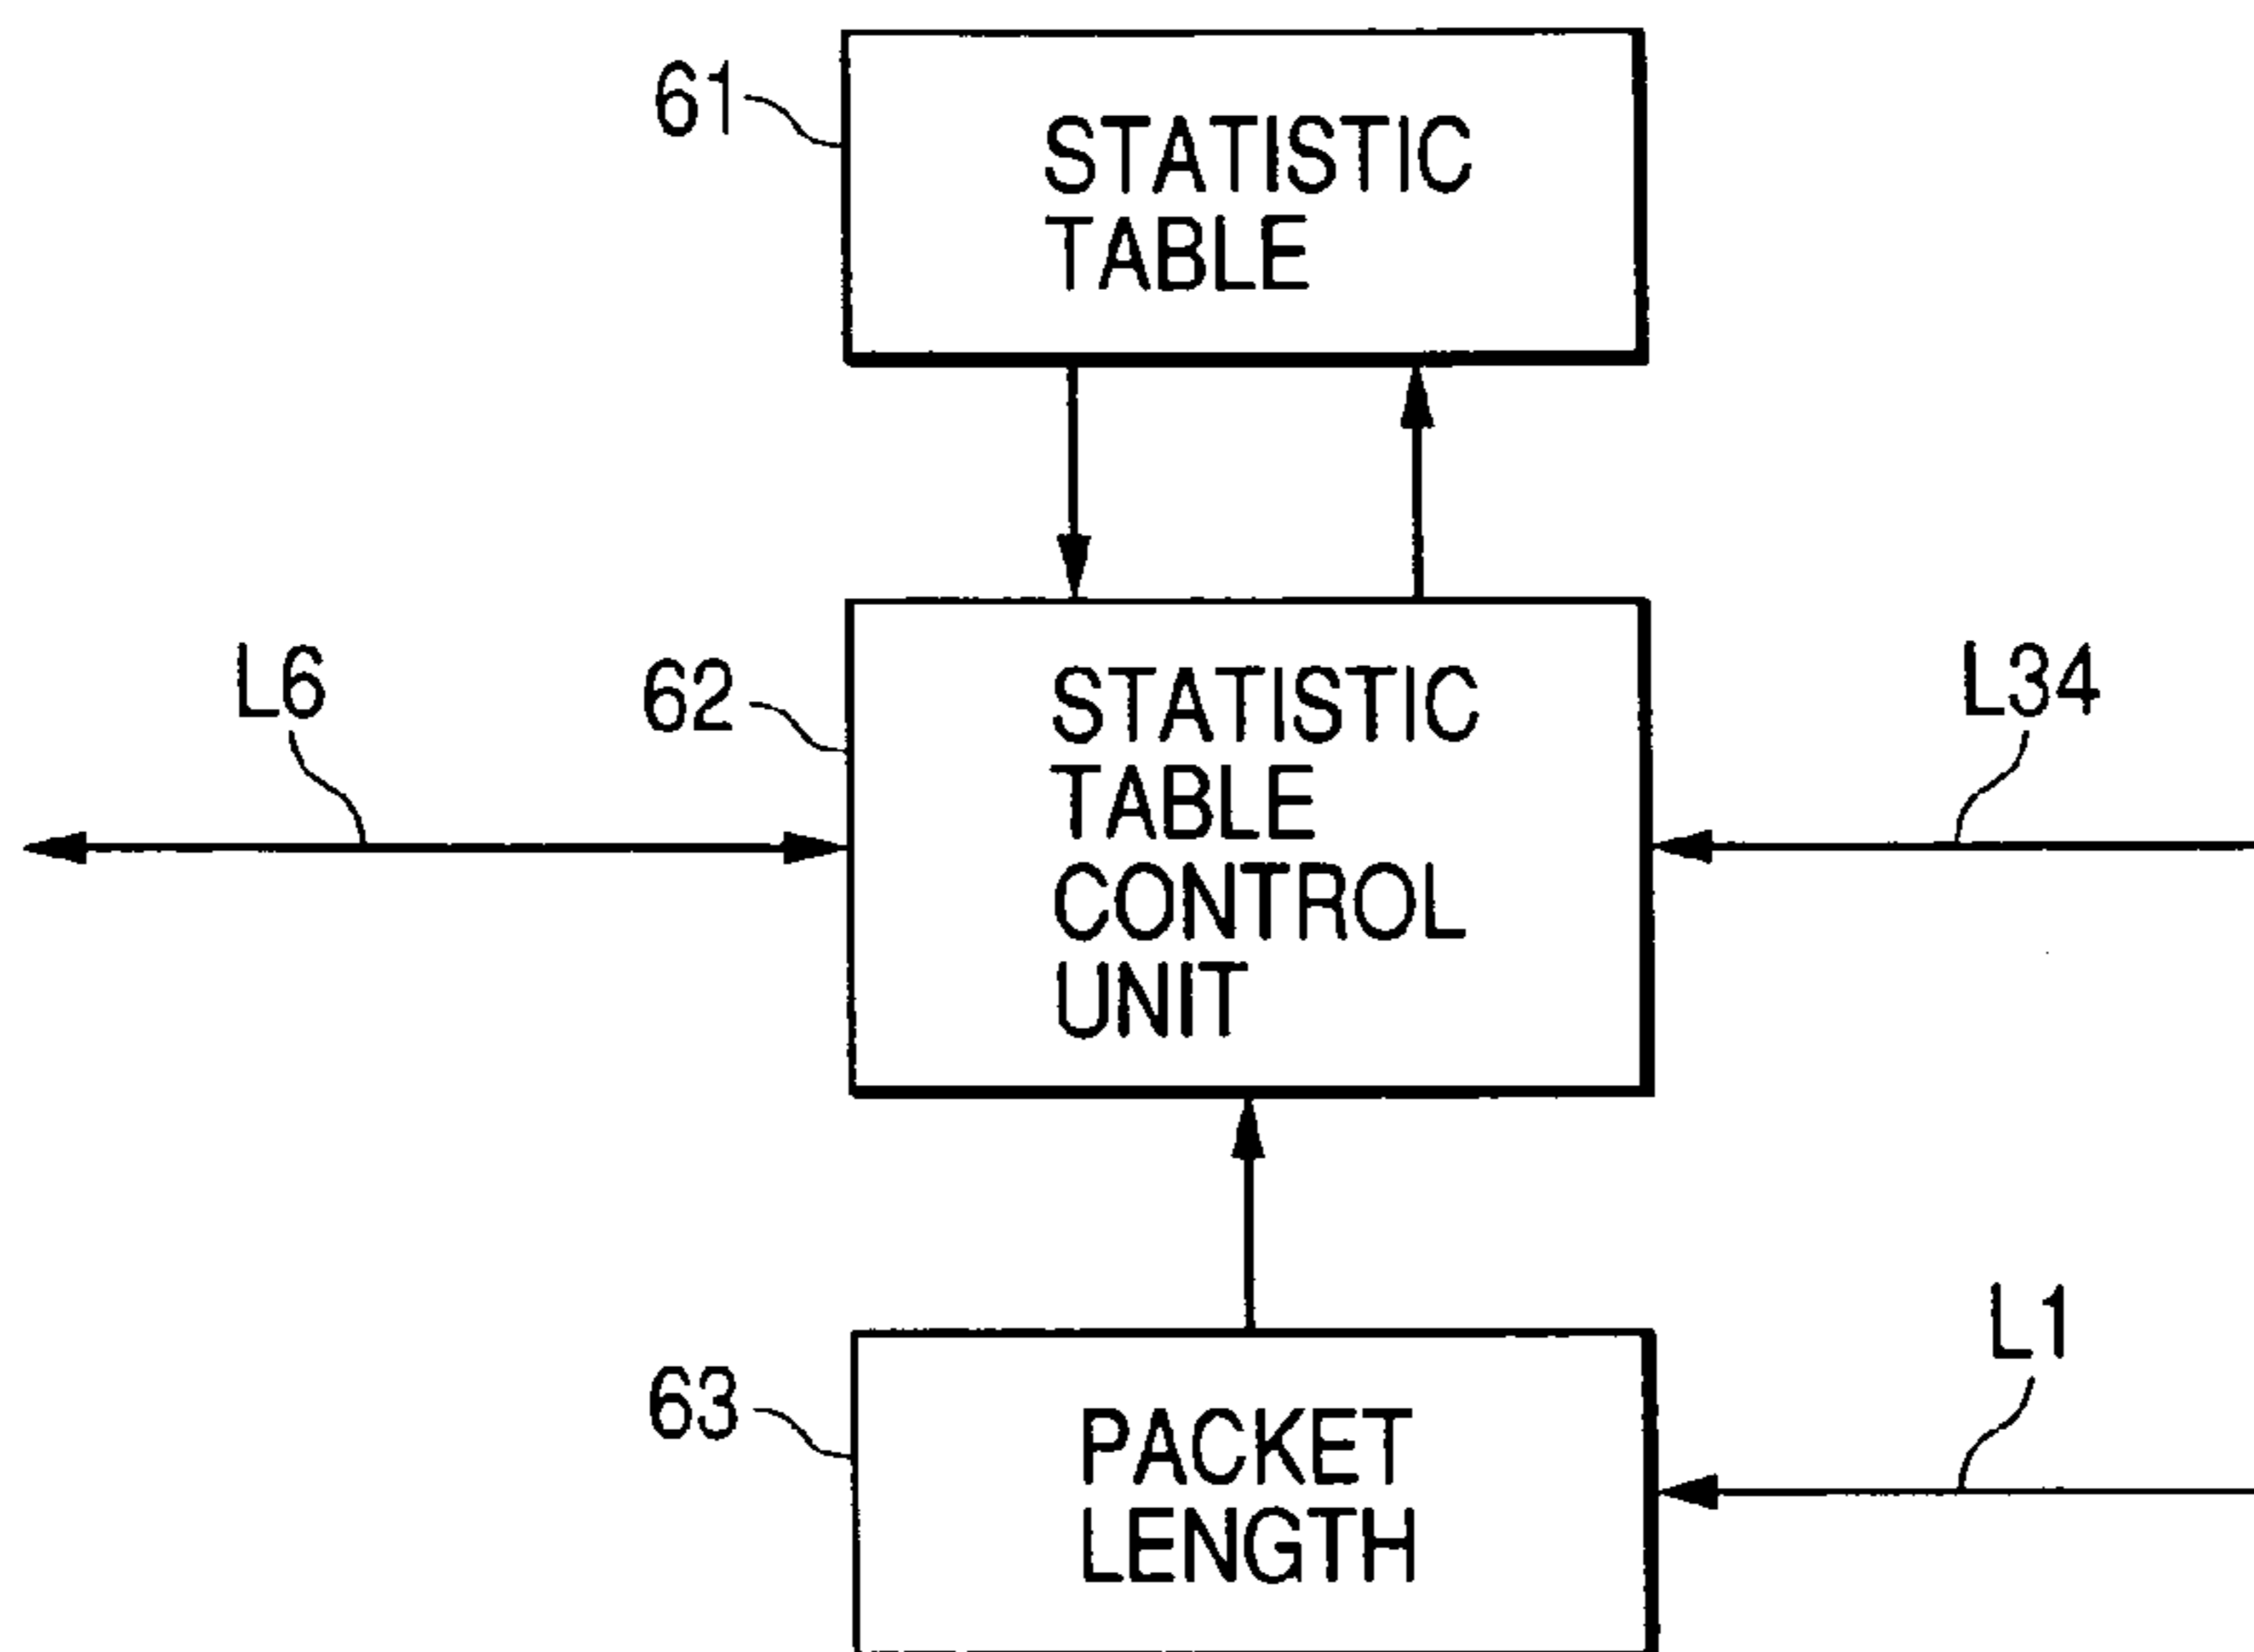 61
STATISTIC
TABLE
L6
62
STATISTIC
TABLE
CONTROL
UNIT
L34
63
PACKET
LENGTH
L1